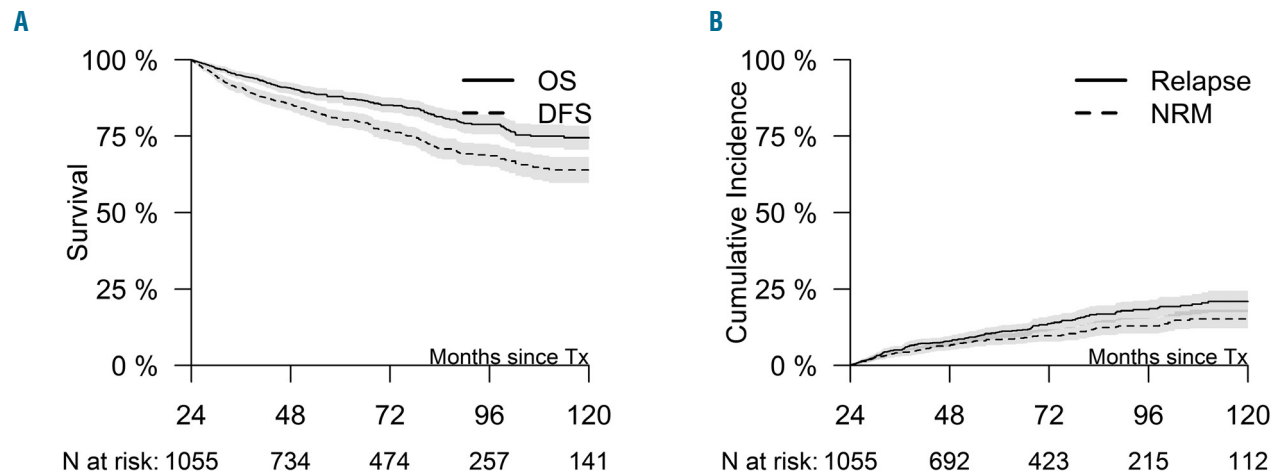 A
100 %
75 %
50 %
25 %
0 %
Survival
OS
DFS
Months since Tx
24 48 72 96 120
N at risk: 1055 734 474 257 141
B
100 %
75 %
50 %
25 %
0 %
Cumulative Incidence
Relapse
NRM
Months since Tx
24 48 72 96 120
N at risk: 1055 692 423 215 112